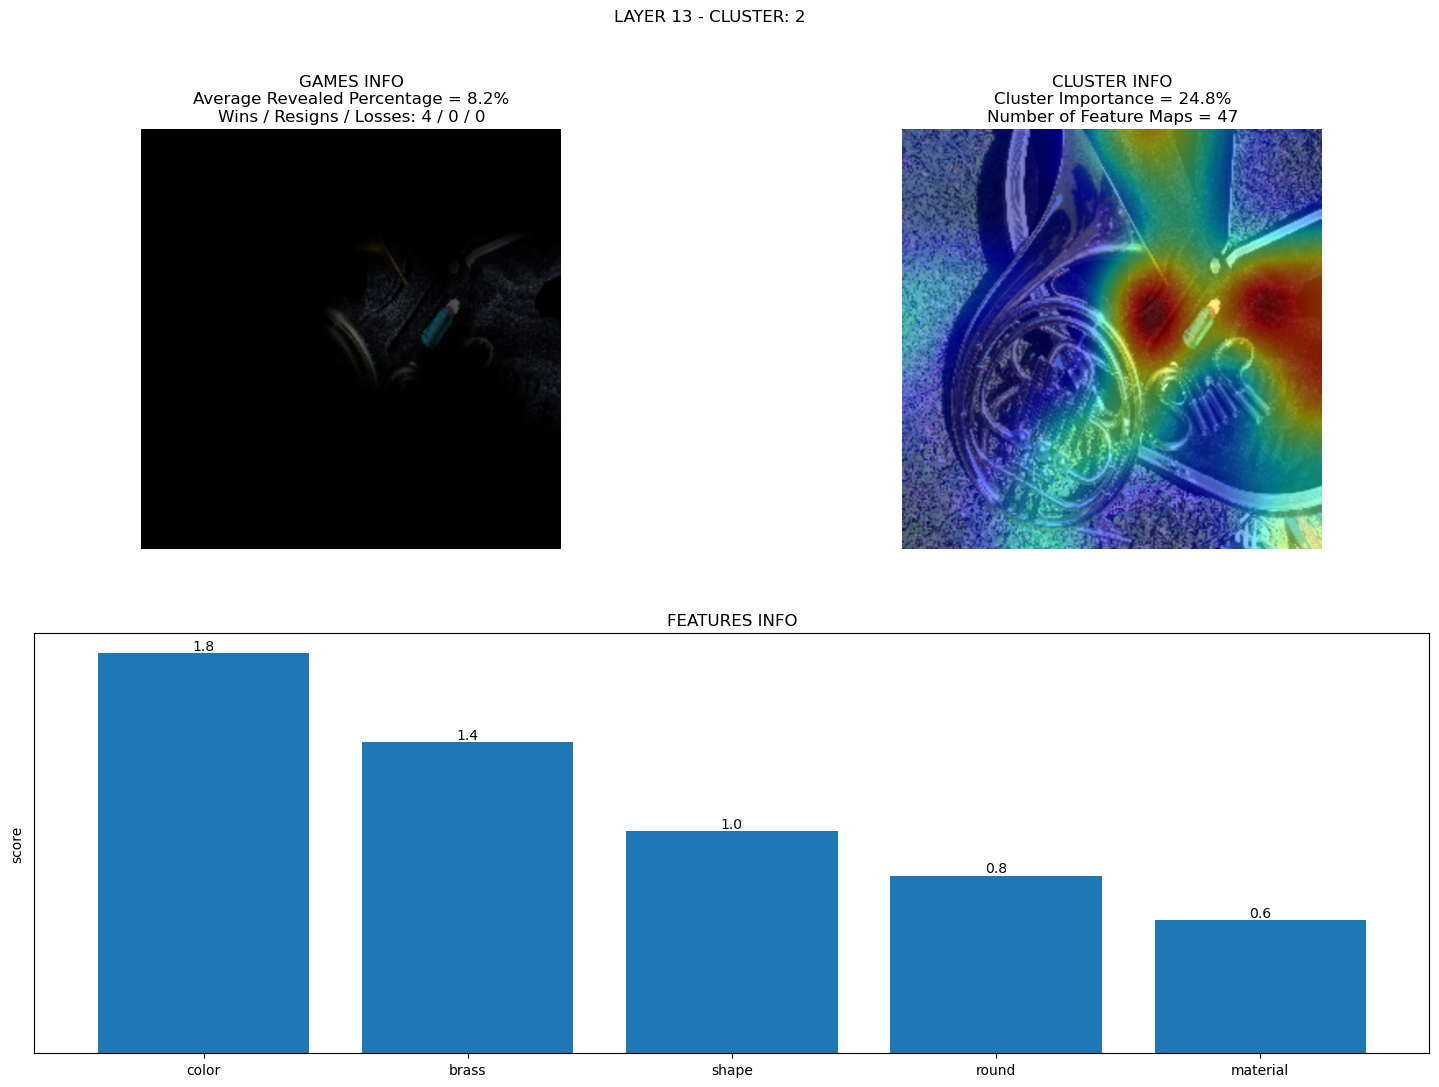 LAYER 13 - CLUSTER: 2
GAMES INFO
Average Revealed Percentage = 8.2%
Wins / Resigns / Losses: 4 / 0 / 0
CLUSTER INFO
Cluster Importance = 24.8%
Number of Feature Maps = 47
FEATURES INFO
score
1.8
1.4
1.0
0.8
0.6
color
brass
shape
round
material